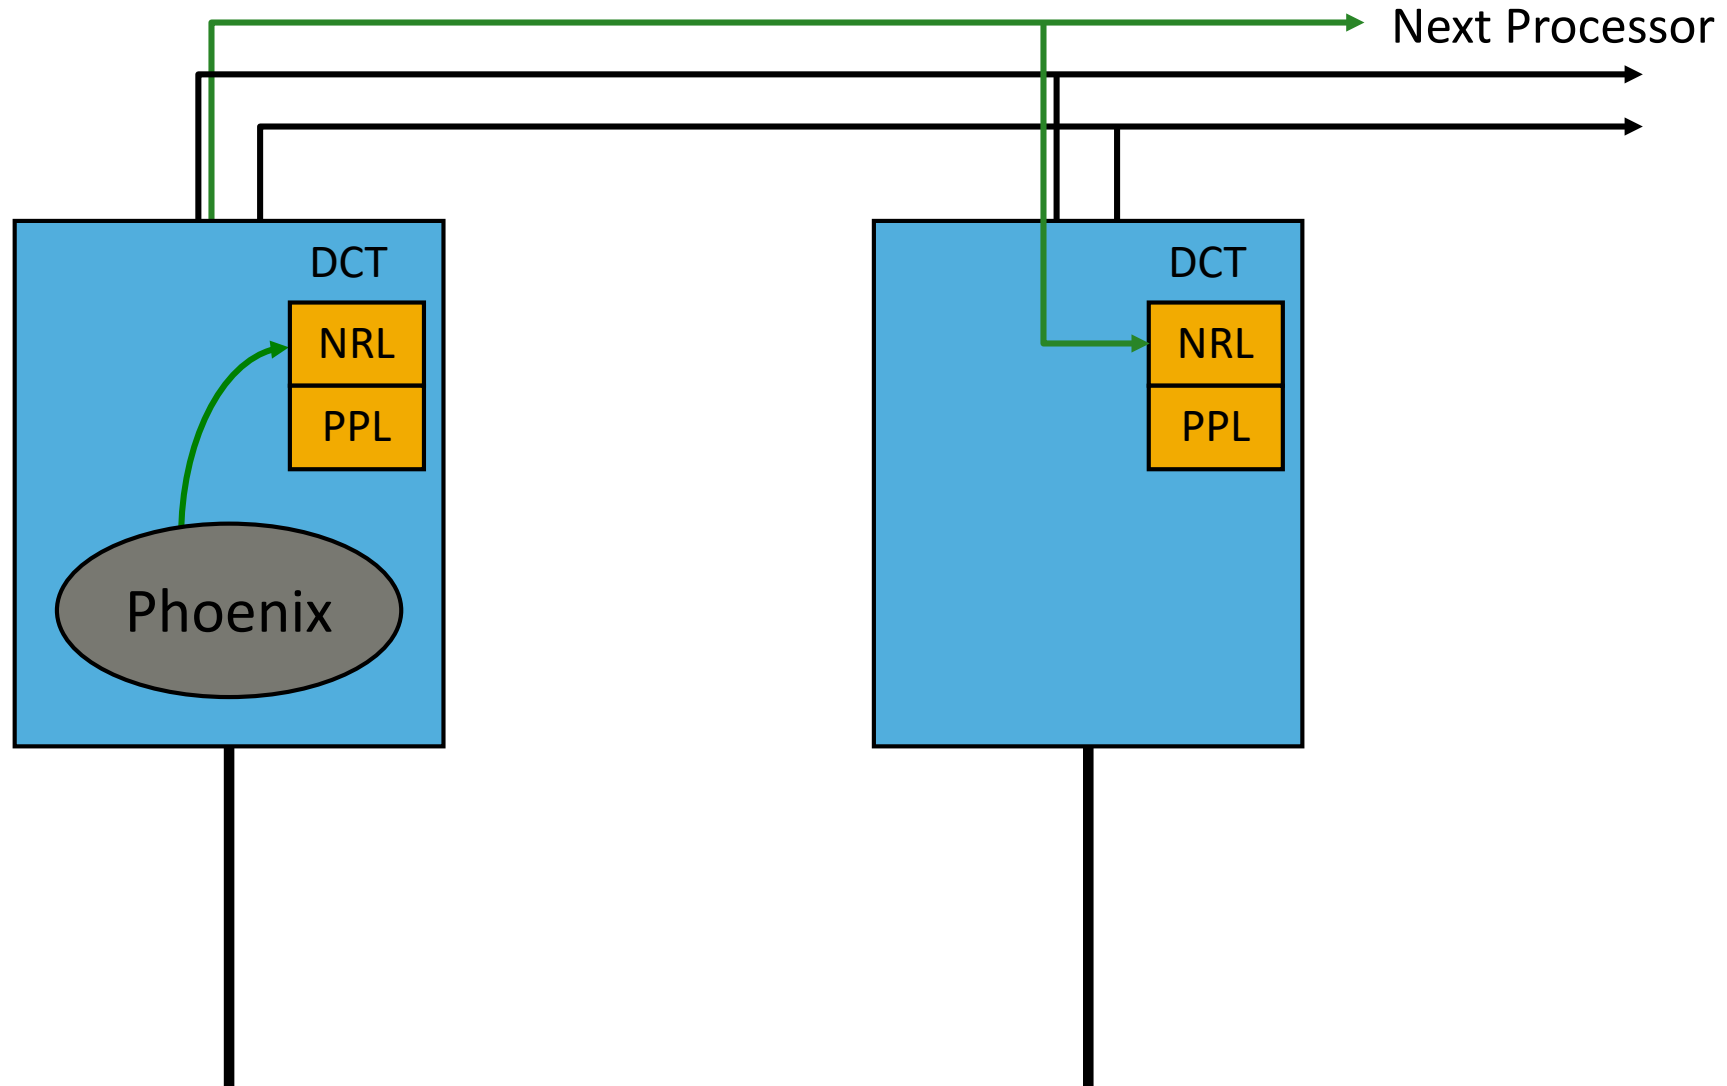 Next Processor
DCT
NRL
PPL
Phoenix
DCT
NRL
PPL